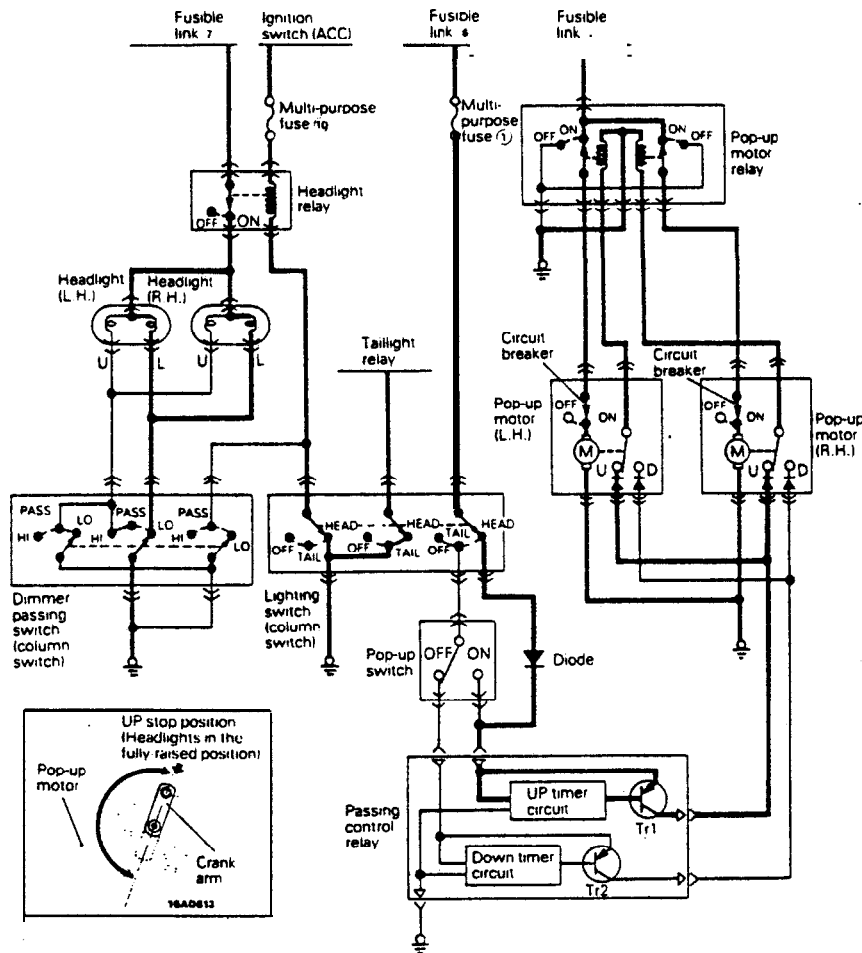 Fusible
link 7
Ignition
switch (ACC)
Fusible
link 6
Fusible
link
Multi-purpose
fuse
Multi-
purpose
fuse ①
OFF
ON
ON
OFF
Pop-up
motor
relay
Headlight
relay
OFF
ON
Headlight
(L.H.)
Headlight
(R.H.)
U
L
U
L
Taillight
relay
Circuit
breaker
Circuit
breaker
OFF
ON
M
U
D
Pop-up
motor
(L.H.)
OFF
ON
M
U
D
Pop-up
motor
(R.H.)
PASS
HI
LO
PASS
HI
LO
PASS
HI
LO
Dimmer
passing
switch
(column
switch)
OFF
HEAD
TAIL
OFF
HEAD
TAIL
OFF
TAIL
HEAD
Lighting
switch
(column
switch)
Pop-up
switch
OFF
ON
Diode
UP stop position
(Headlights in the
fully-raised position)
Pop-up
motor
Crank
arm
16A0613
Passing
control
relay
UP timer
circuit
Tr1
Down timer
circuit
Tr2